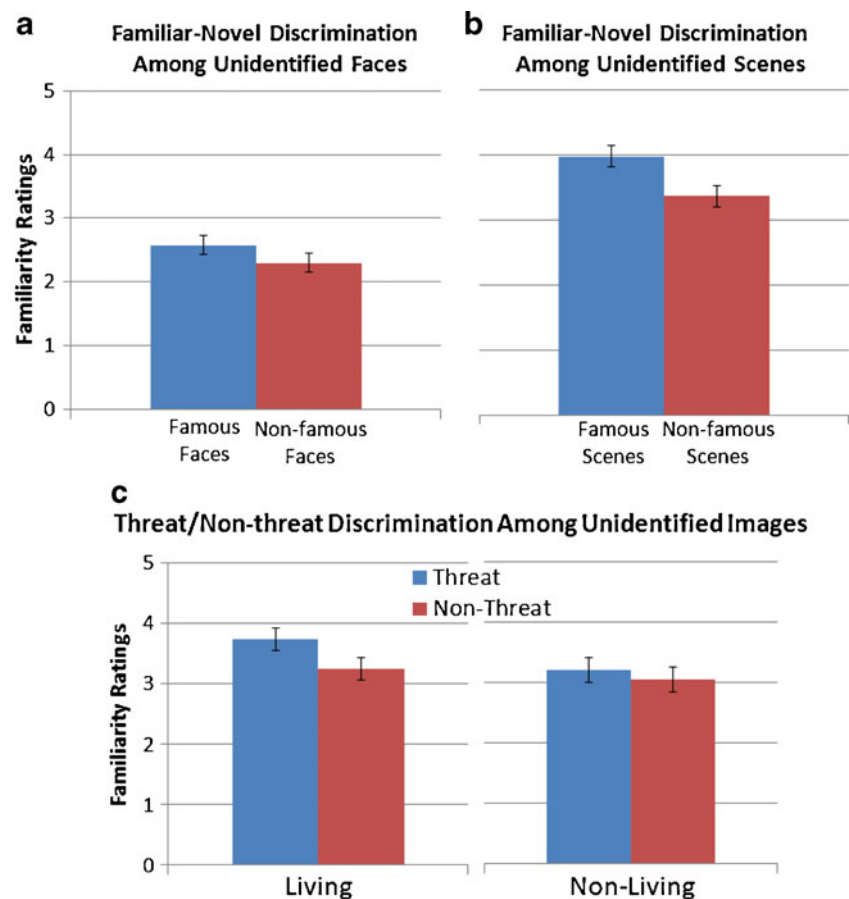 a
Familiar-Novel Discrimination
Among Unidentified Faces
Familiarity Ratings
5
4
3
2
1
0
Famous
Faces
Non-famous
Faces
b
Familiar-Novel Discrimination
Among Unidentified Scenes
Famous
Scenes
Non-famous
Scenes
c
Threat/Non-threat Discrimination Among Unidentified Images
Familiarity Ratings
5
4
3
2
1
0
Threat
Non-Threat
Living
Non-Living